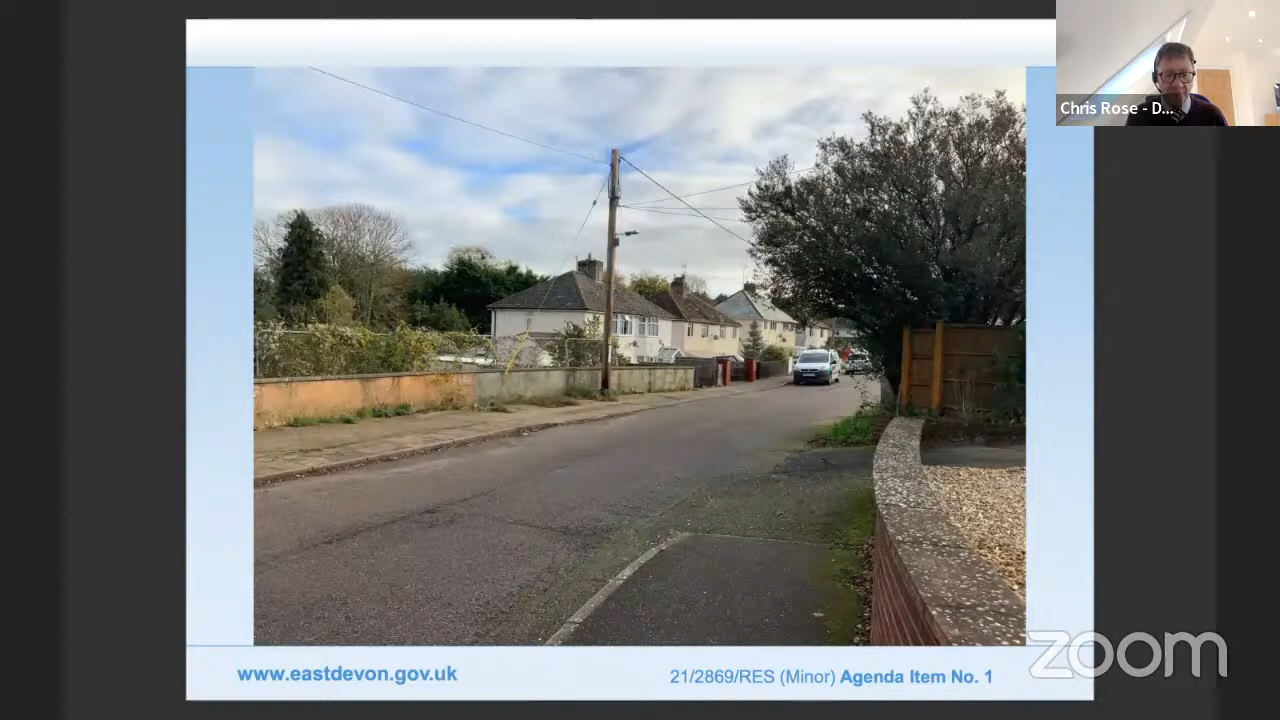 Chris Rose - D...
www.eastdevon.gov.uk
21/2869/RES (Minor) Agenda Item No. 1
zoom